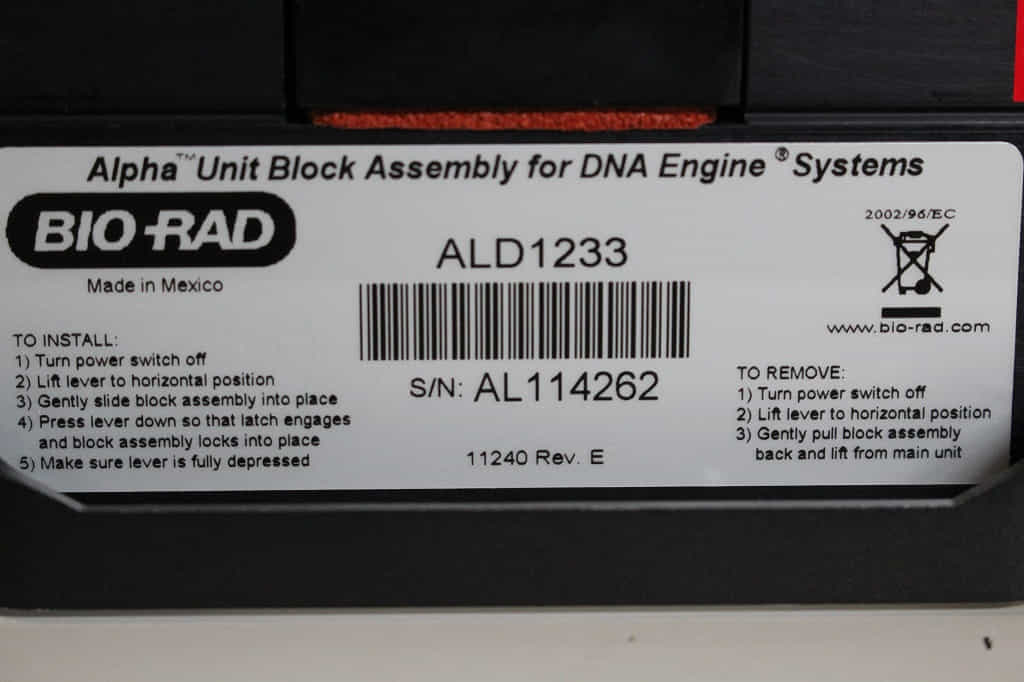 Alpha™ Unit Block Assembly for DNA Engine® Systems
BIO-RAD
Made in Mexico
ALD1233
2002/96/EC
www.bio-rad.com
S/N: AL114262
11240 Rev. E
TO INSTALL:
1) Turn power switch off
2) Lift lever to horizontal position
3) Gently slide block assembly into place
4) Press lever down so that latch engages
and block assembly locks into place
5) Make sure lever is fully depressed
TO REMOVE:
1) Turn power switch off
2) Lift lever to horizontal position
3) Gently pull block assembly
back and lift from main unit